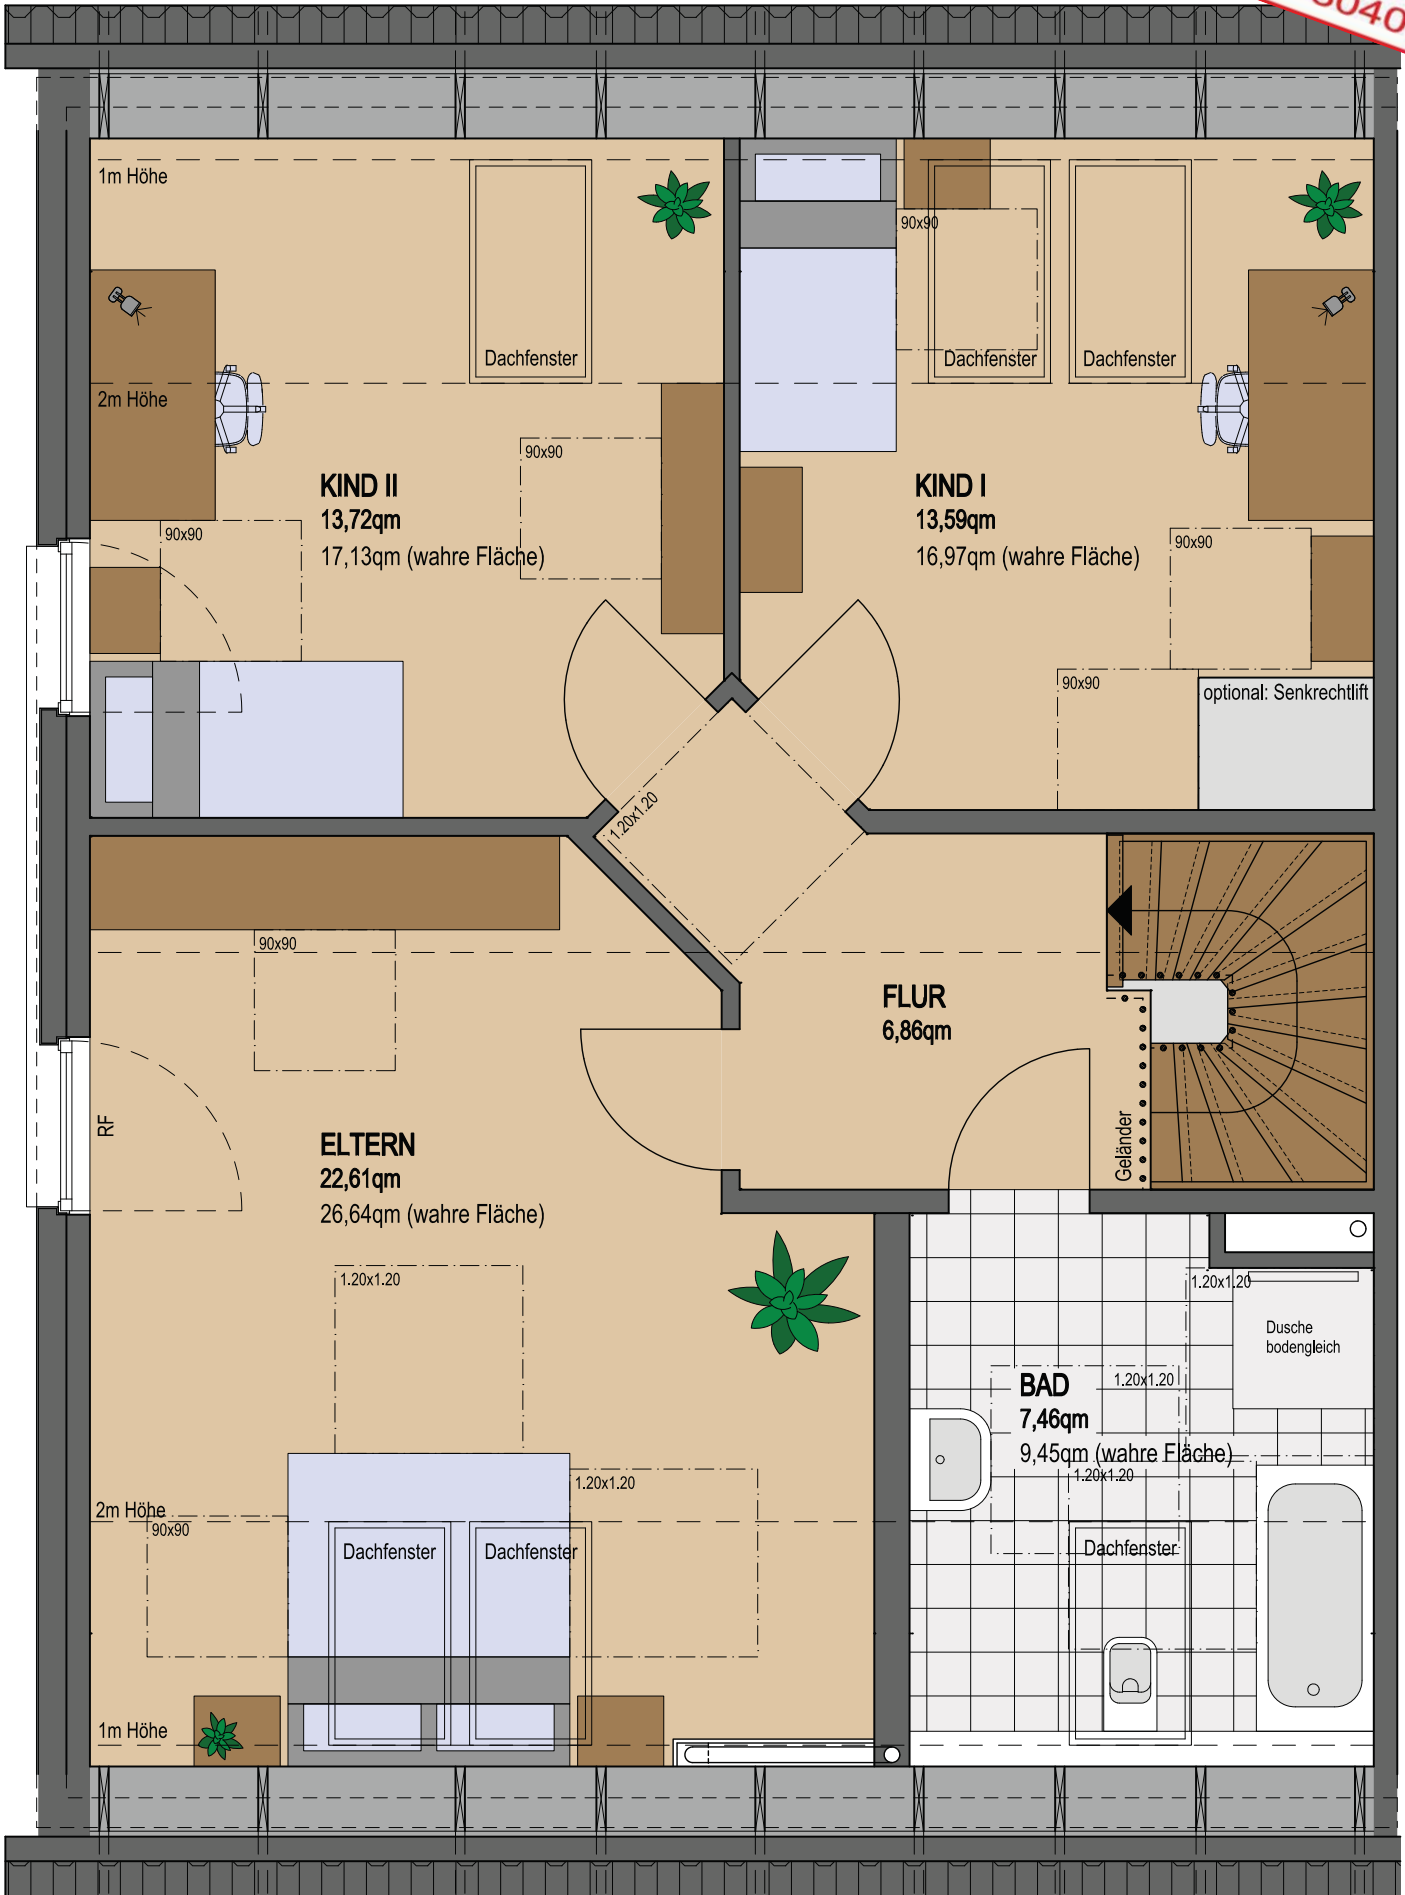 8040
1m Höhe
Dachfenster
2m Höhe
90x90
KIND II
13,72qm
17,13qm (wahre Fläche)
90x90
90x90
Dachfenster
Dachfenster
KIND I
13,59qm
16,97qm (wahre Fläche)
90x90
90x90
optional: Senkrechtlift
1.20x1.20
90x90
FLUR
6,86qm
Geländer
RF
ELTERN
22,61qm
26,64qm (wahre Fläche)
1.20x1.20
1.20x1.20
2m Höhe
90x90
Dachfenster
Dachfenster
1m Höhe
1.20x1.20
Dusche
bodengleich
BAD
1.20x1.20
7,46qm
9,45qm (wahre Fläche)
1.20x1.20
Dachfenster